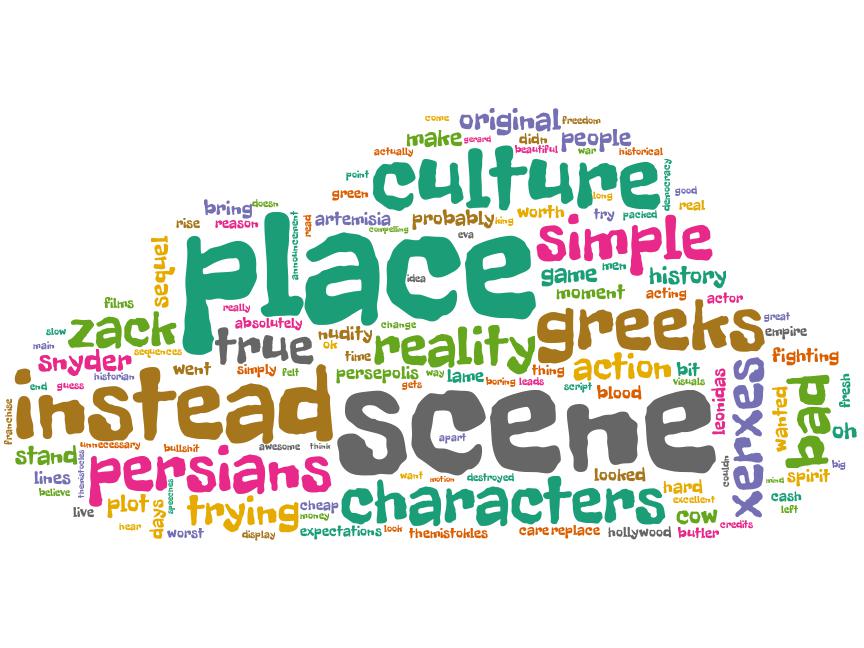 come
original
freedom
make
gerard
didn
people
actually
beautiful
war
historical
point
culture
democracy
green
long
good
real
bring
doesn
rise
reason
announcement
read
artemisia
probably
king
worth
try
packed
compelling
eva
simple
sequel
place
idea
game
men
history
moment
acting
actor
films
really
absolutely
slow
zack
true
nudity
change
reality
greeks
great
empire
main
sequences
ok
time
snyder
historian
went
simply
felt
persepolis
way
lame
boring
thing
action
bit
visuals
fighting
end
guess
gets
leads
script
blood
franchise
instead
scene
apart
leonidas
xerxes
wanted
bad
fresh
oh
stand
unnecessary
bullshit
awesome
think
lines
believe
themistocles
persians
want
motion
destroyed
looked
couldn
mind
spirit
big
live
plot
days
speeches
trying
cheap
money
characters
hard
excellent
cow
cash
left
hear
worst
display
expectations
look
themistokles
care
replace
hollywood
butler
credits